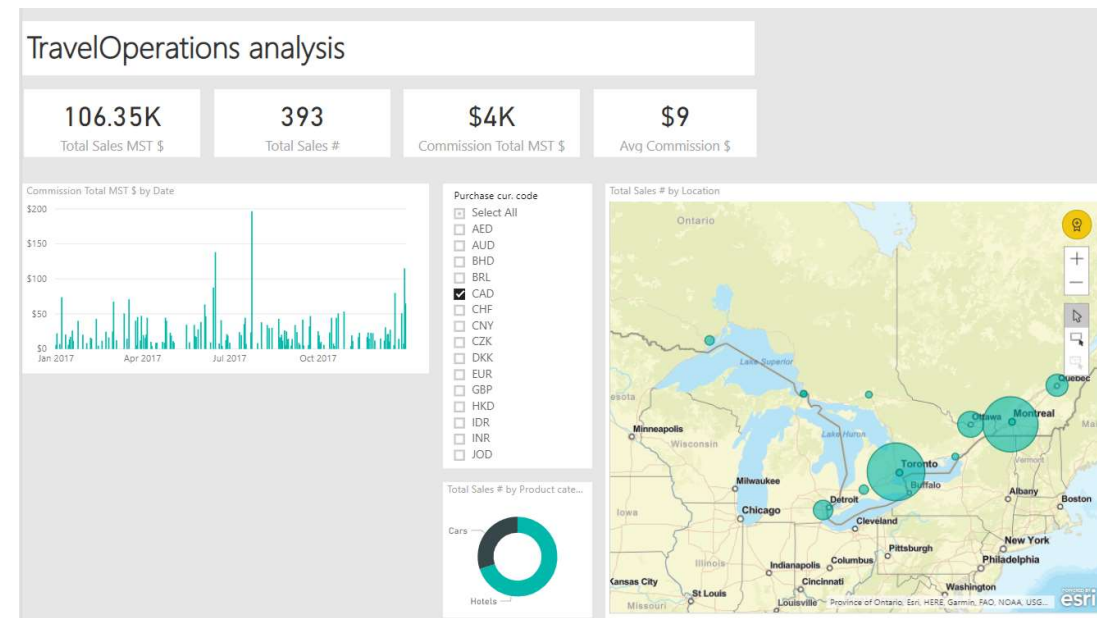 TravelOperations analysis
106.35K
Total Sales MST $
393
Total Sales #
$4K
Commission Total MST $
$9
Avg Commission $
Commission Total MST $ by Date
$200
$150
$100
$50
$0
Jan 2017 Apr 2017 Jul 2017 Oct 2017
Purchase cur. code
Select All
AED
AUD
BHD
BRL
CAD
CHF
CNY
CZK
DKK
EUR
GBP
HKD
IDR
INR
JOD
Total Sales # by Product cate...
Cars
Hotels
Total Sales # by Location
Ontario
Lake Superior
Quebec
esota
Ottawa Montreal
Minneapolis
Lake Huron
Wisconsin
Vermont
Toronto
Milwaukee
Buffalo
Detroit
Albany
Boston
Chicago
Iowa
Cleveland
New York
Pittsburgh
Philadelphia
Illinois
Indianapolis
Columbus
Kansas City
Cincinnati
Washington
St Louis
Missouri
Louisville
Province of Ontario, Esri, HERE, Garmin, FAO, NOAA, USG...
esri